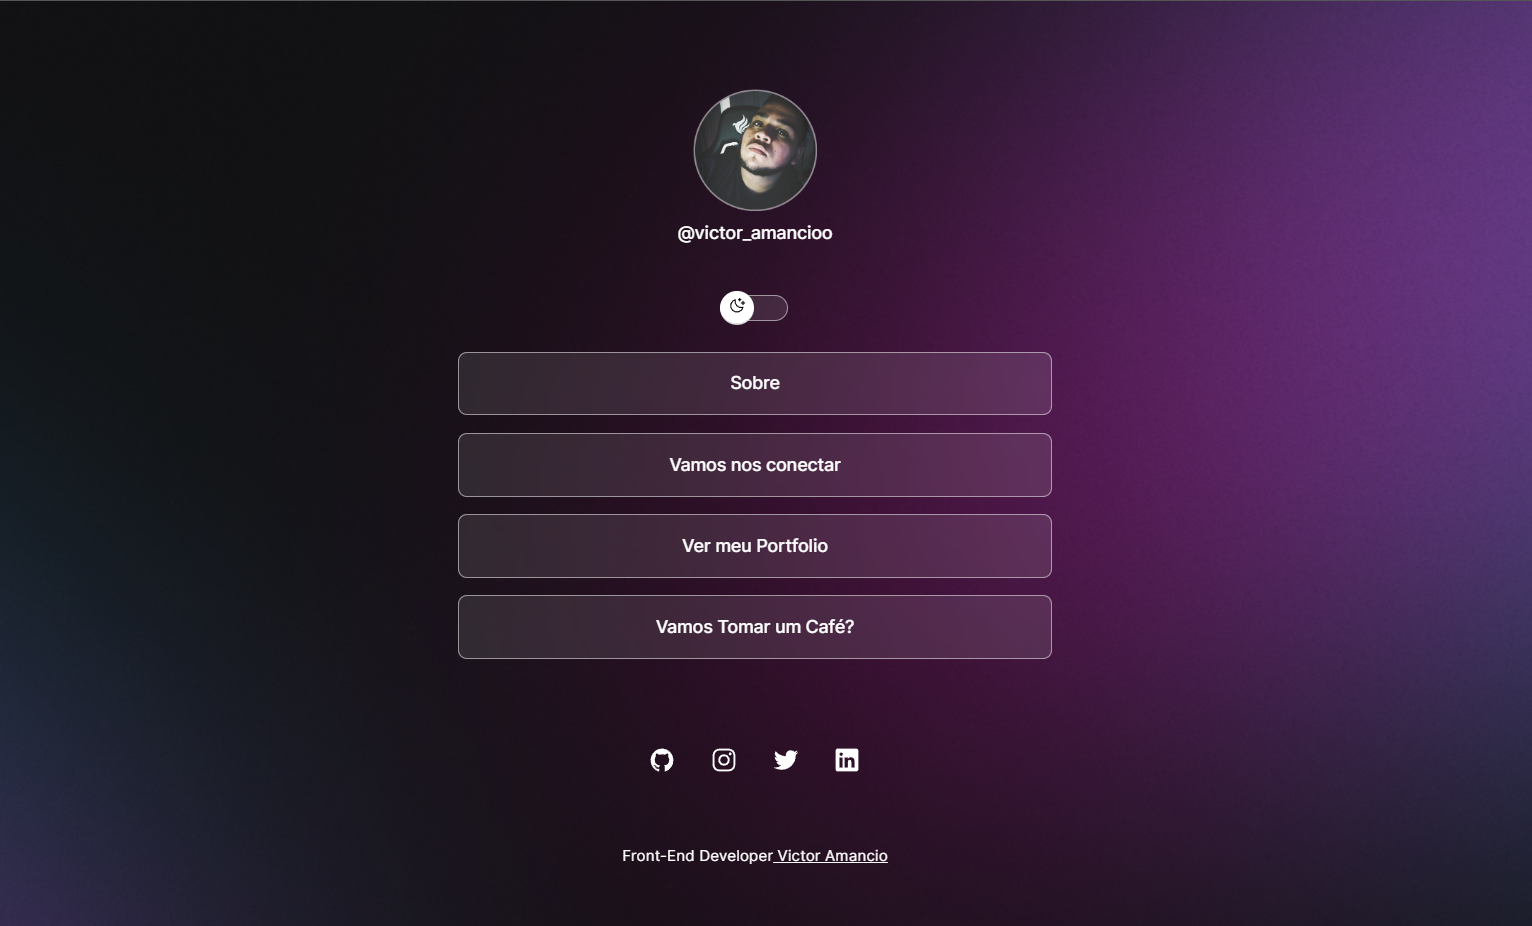 @victor_amancioo
Sobre
Vamos nos conectar
Ver meu Portfolio
Vamos Tomar um Café?
Front-End Developer Victor Amancio